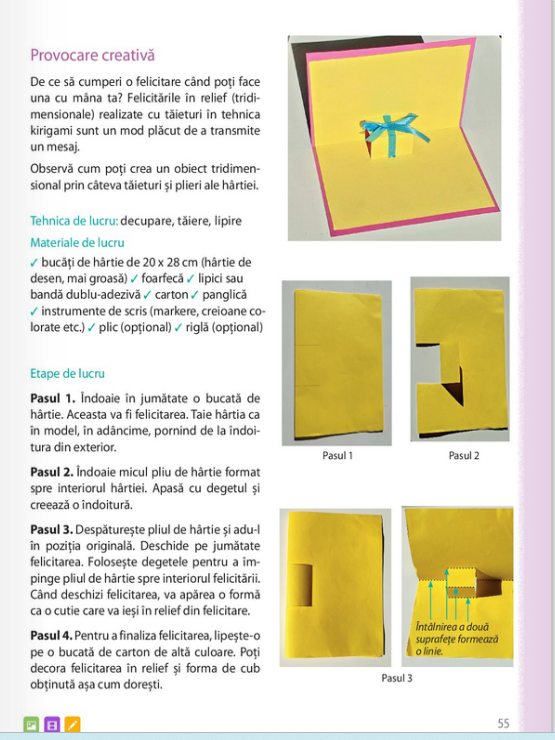 Provocare creativă
De ce să cumperi o felicitare când poți face
una cu mâna ta? Felicitările în relief (tridi-
mensionale) realizate cu tăieturi în tehnica
kirigami sunt un mod plăcut de a transmite
un mesaj.
Observă cum poți crea un obiect tridimen-
sional prin câteva tăieturi și plieri ale hârtiei.
Tehnica de lucru: decupare, tăiere, lipire
Materiale de lucru
✓ bucăți de hârtie de 20 x 28 cm (hârtie de
desen, mai groasă) ✓ foarfecă ✓ lipici sau
bandă dublu-adezivă ✓ carton ✓ panglică
✓ instrumente de scris (markere, creioane co-
lorate etc.) ✓ plic (opțional) ✓ riglă (opțional)
Etape de lucru
Pasul 1. Îndoaie în jumătate o bucată de
hârtie. Aceasta va fi felicitarea. Taie hârtia ca
în model, în adâncime, pornind de la îndoi-
tura din exterior.
Pasul 2. Îndoaie micul pliu de hârtie format
spre interiorul hârtiei. Apasă cu degetul și
creează o îndoitură.
Pasul 3. Despăturește pliul de hârtie și adu-l
în poziția originală. Deschide pe jumătate
felicitarea. Folosește degetele pentru a îm-
pinge pliul de hârtie spre interiorul felicitării.
Când deschizi felicitarea, va apărea o formă
ca o cutie care va ieși în relief din felicitare.
Pasul 4. Pentru a finaliza felicitarea, lipește-o
pe o bucată de carton de altă culoare. Poți
decora felicitarea în relief și forma de cub
obținută așa cum dorești.
Pasul 1
Pasul 2
Întâlnirea a două
suprafețe formează
o linie.
Pasul 3
55